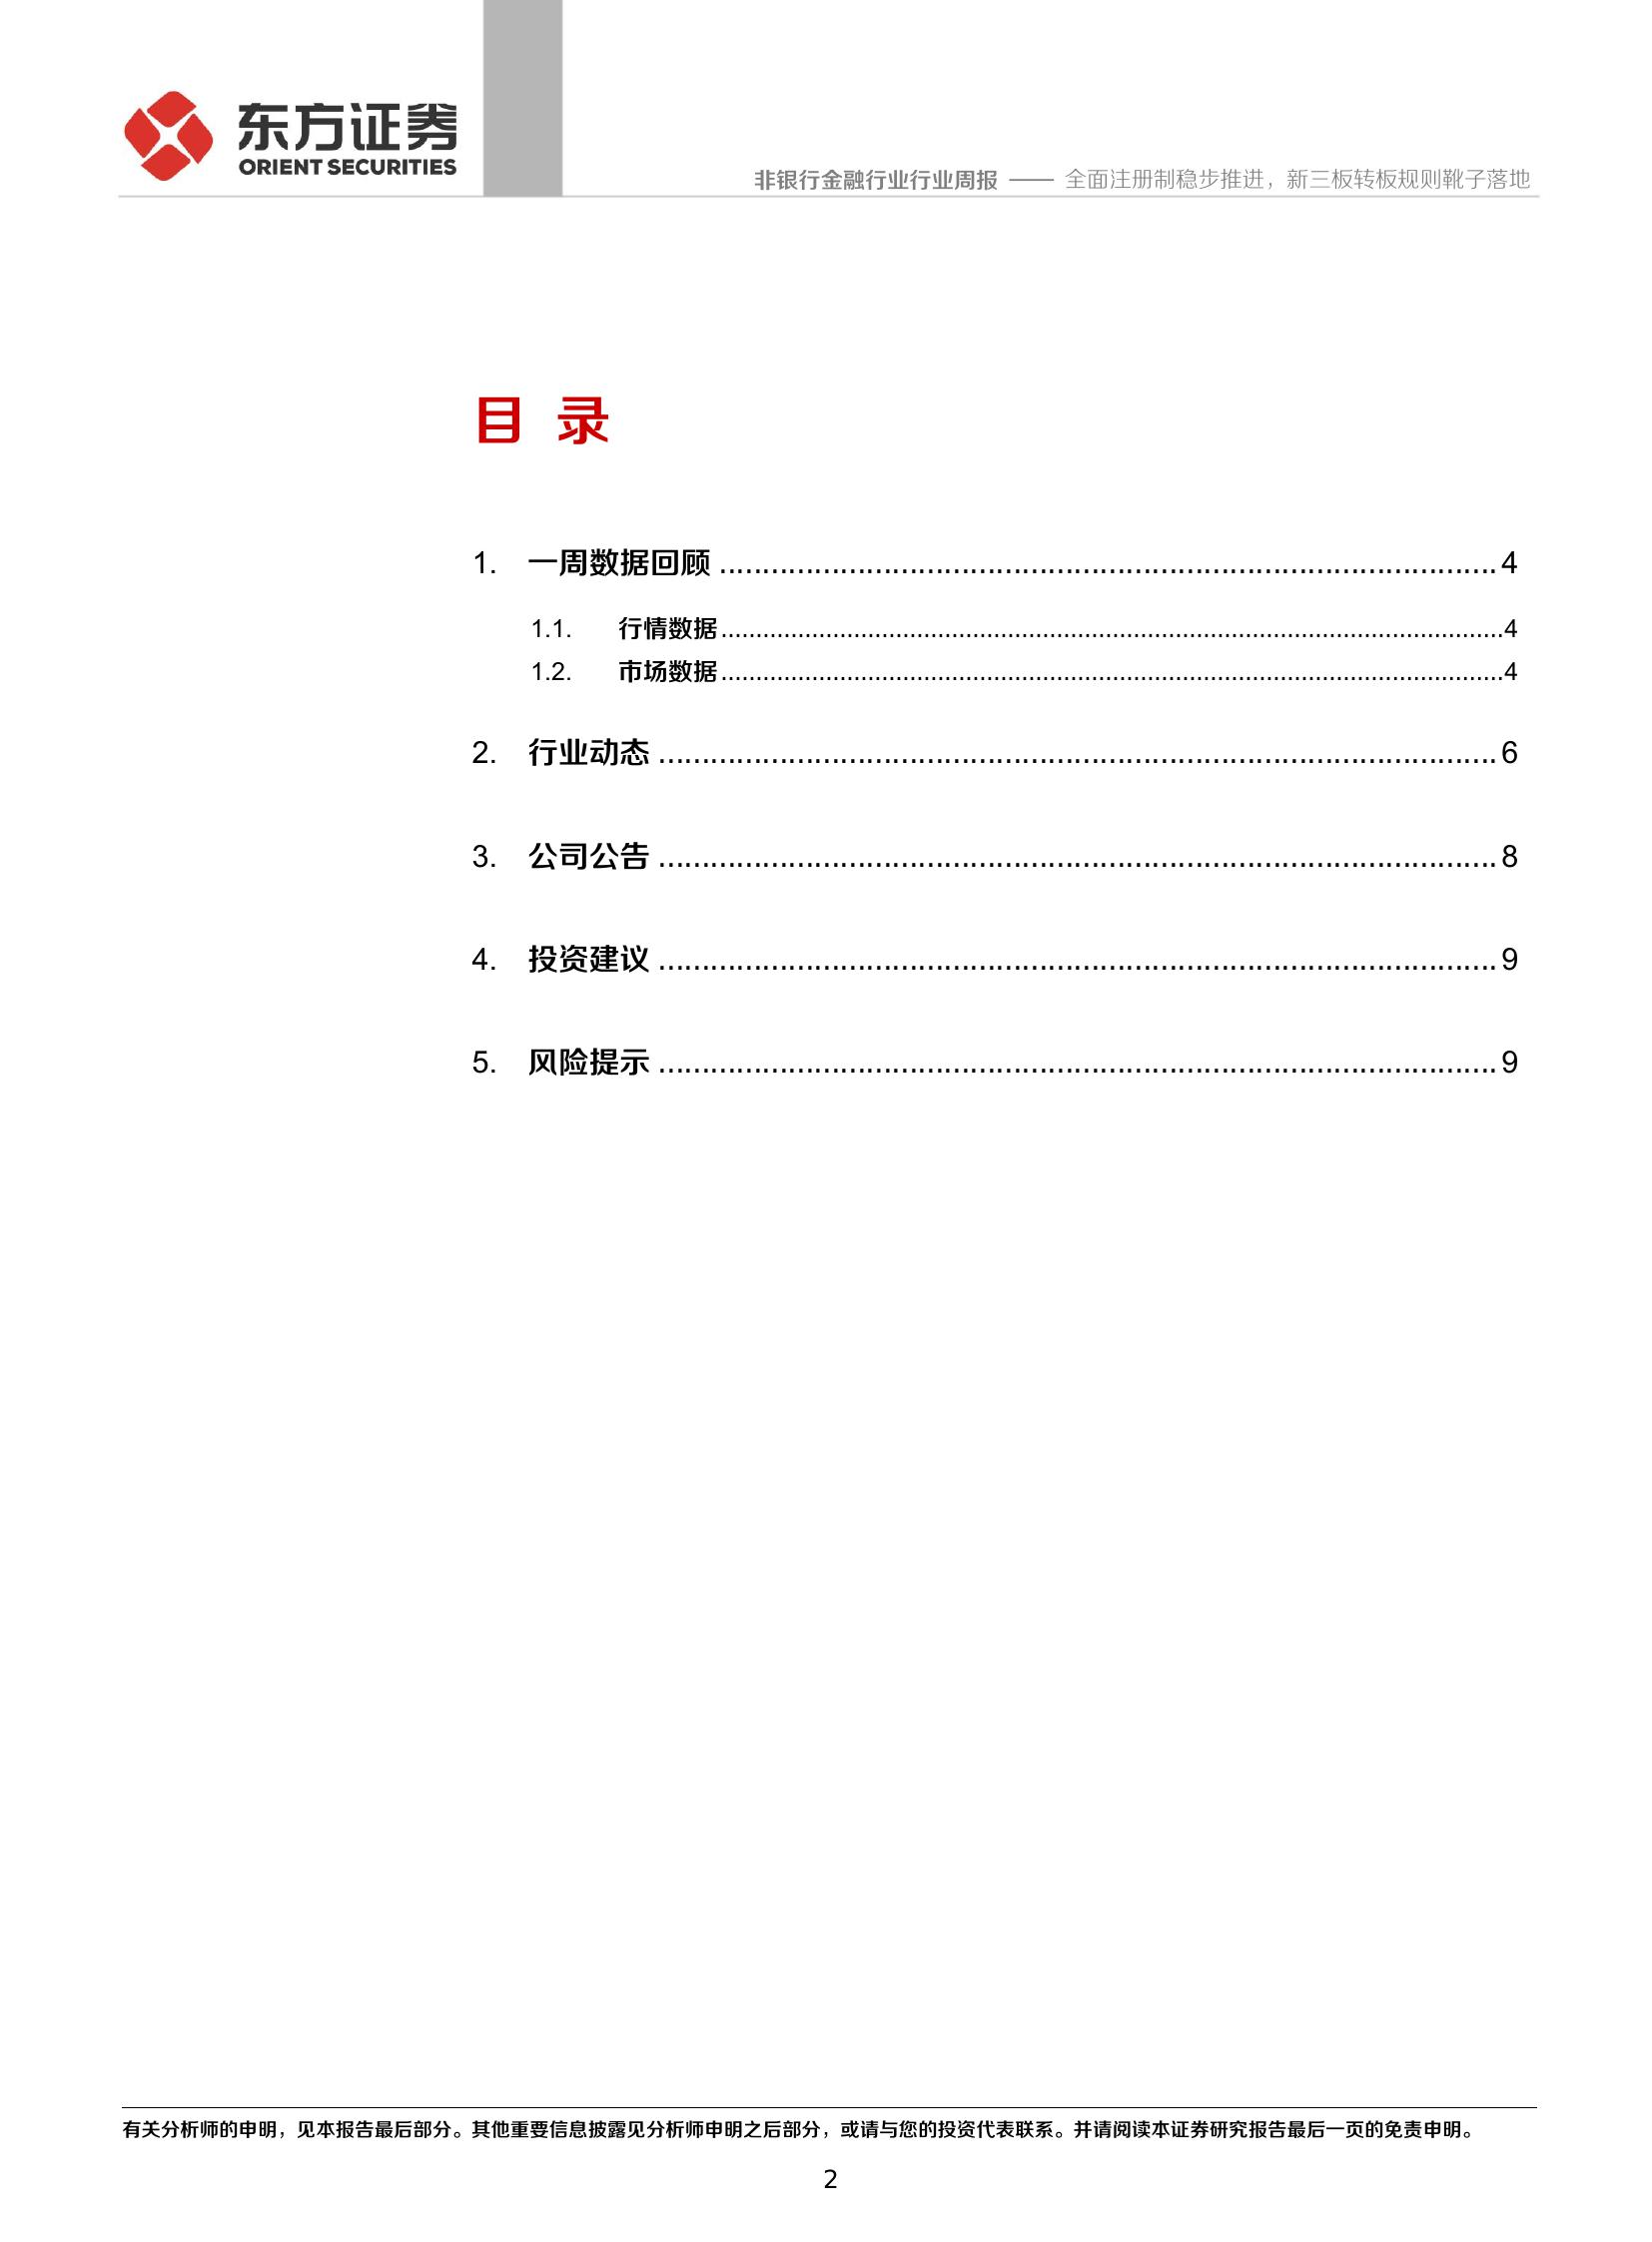 东方证券
ORIENT SECURITIES
非银行金融行业行业周报 —— 全面注册制稳步推进，新三板转板规则靴子落地
目 录
1. 一周数据回顾 ........................................................................................ 4
1.1. 行情数据 ................................................................................................................ 4
1.2. 市场数据 ................................................................................................................ 4
2. 行业动态 ............................................................................................... 6
3. 公司公告 ............................................................................................... 8
4. 投资建议 ............................................................................................... 9
5. 风险提示 ............................................................................................... 9
有关分析师的申明，见本报告最后部分。其他重要信息披露见分析师申明之后部分，或请与您的投资代表联系。并请阅读本证券研究报告最后一页的免责申明。
2